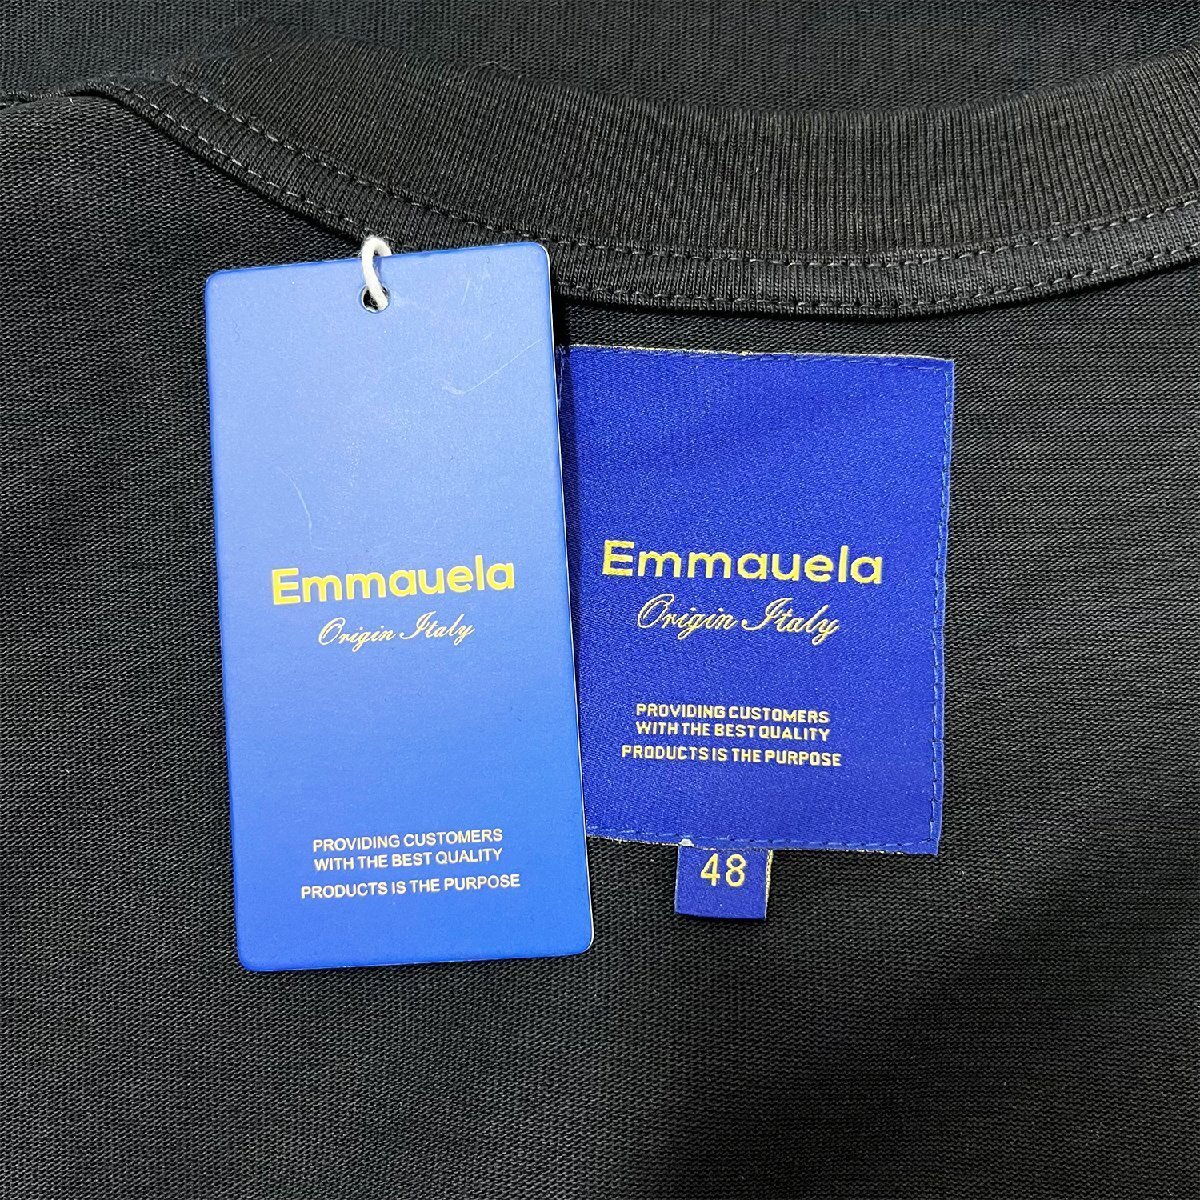 Emmauela
Origin Italy
PROVIDING CUSTOMERS
WITH THE BEST QUALITY
PRODUCTS IS THE PURPOSE
Emmauela
Origin Italy
PROVIDING CUSTOMERS
WITH THE BEST QUALITY
PRODUCTS IS THE PURPOSE
48